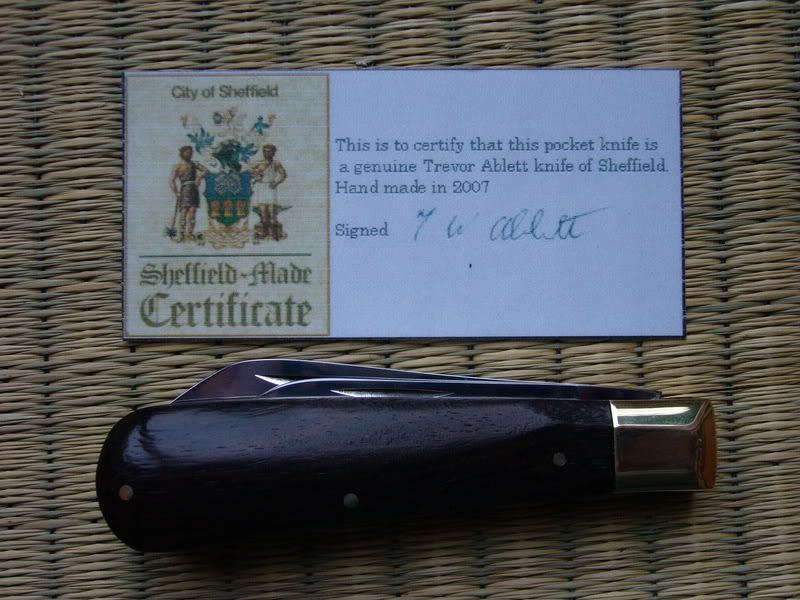 City of Sheffield
Sheffield-Made
Certificate
This is to certify that this pocket knife is
a genuine Trevor Ablett knife of Sheffield.
Hand made in 2007
Signed T W Ablett